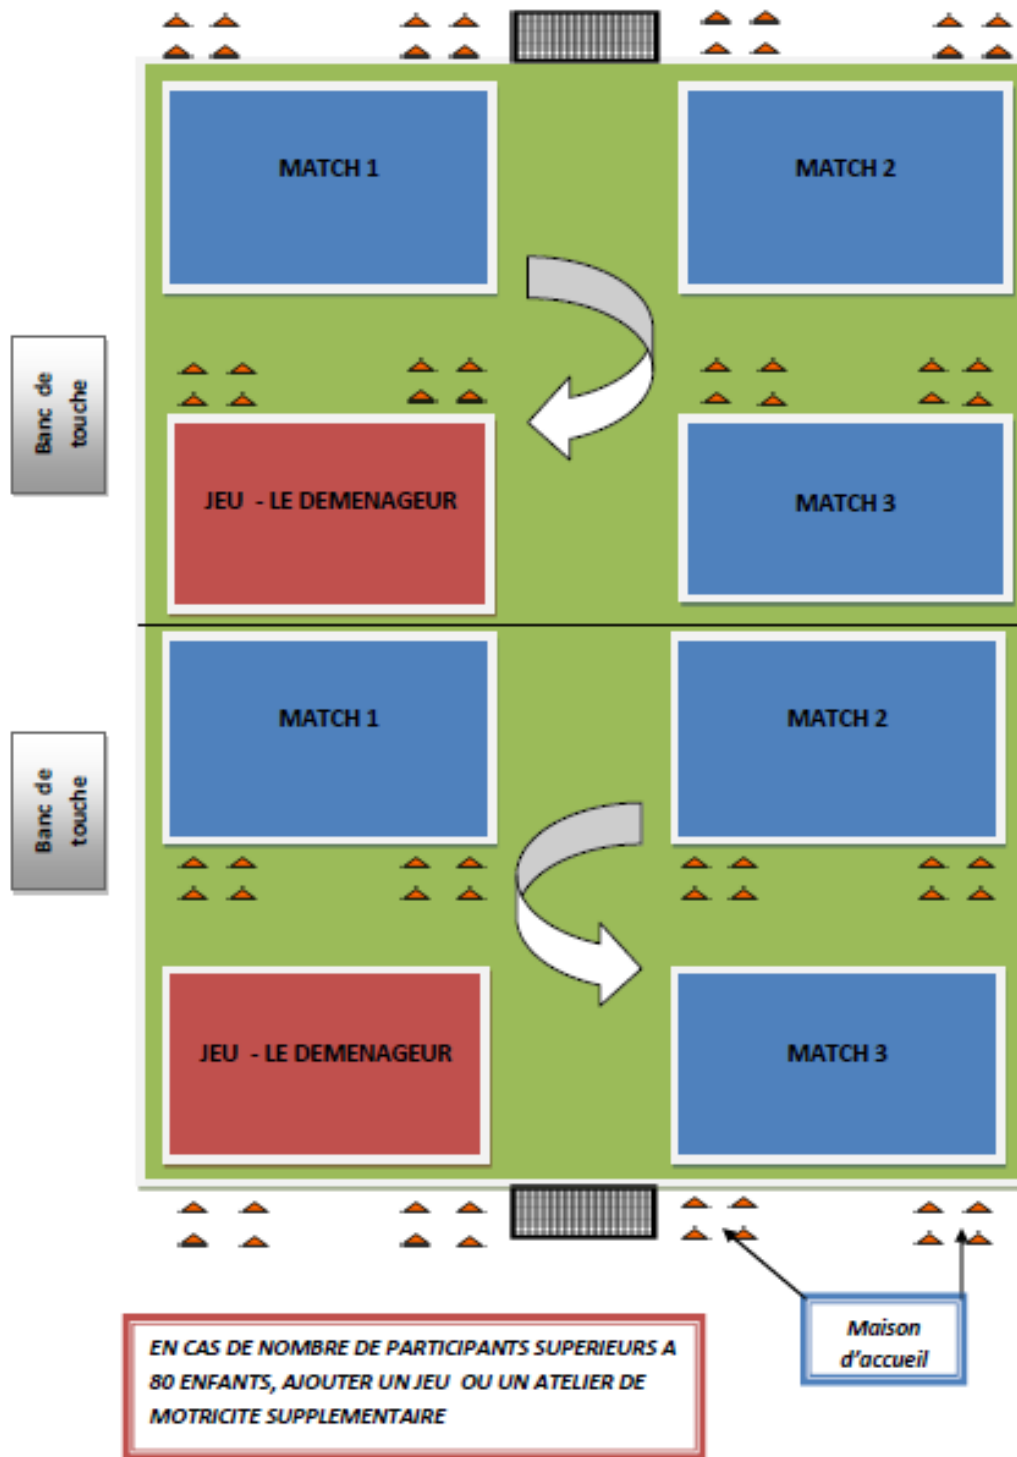 MATCH 1
MATCH 2
Banc de
touche
JEU - LE DEMENAGEUR
MATCH 3
MATCH 1
MATCH 2
Banc de
touche
JEU - LE DEMENAGEUR
MATCH 3
EN CAS DE NOMBRE DE PARTICIPANTS SUPERIEURS A
80 ENFANTS, AJOUTER UN JEU OU UN ATELIER DE
MOTRICITE SUPPLEMENTAIRE
Maison
d'accueil